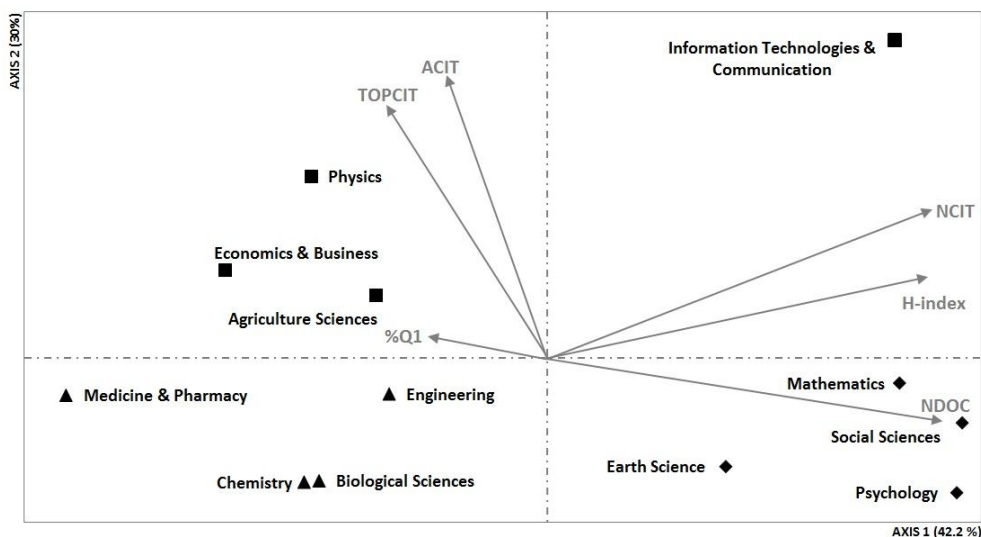 AXIS 2 (30%)
Information Technologies &
Communication
ACIT
TOPCIT
Physics
NCIT
Economics & Business
H-index
Agriculture Sciences
%Q1
Medicine & Pharmacy
Engineering
Mathematics
NDOC
Social Sciences
Earth Science
Chemistry
Biological Sciences
Psychology
AXIS 1 (42.2 %)